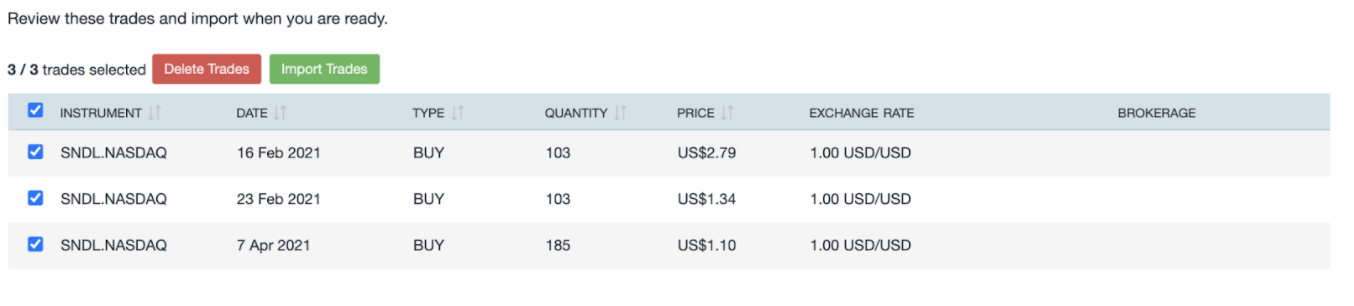 Review these trades and import when you are ready.
3 / 3 trades selected Delete Trades Import Trades
INSTRUMENT DATE TYPE QUANTITY PRICE EXCHANGE RATE BROKERAGE
SNDL.NASDAQ 16 Feb 2021 BUY 103 US$2.79 1.00 USD/USD
SNDL.NASDAQ 23 Feb 2021 BUY 103 US$1.34 1.00 USD/USD
SNDL.NASDAQ 7 Apr 2021 BUY 185 US$1.10 1.00 USD/USD